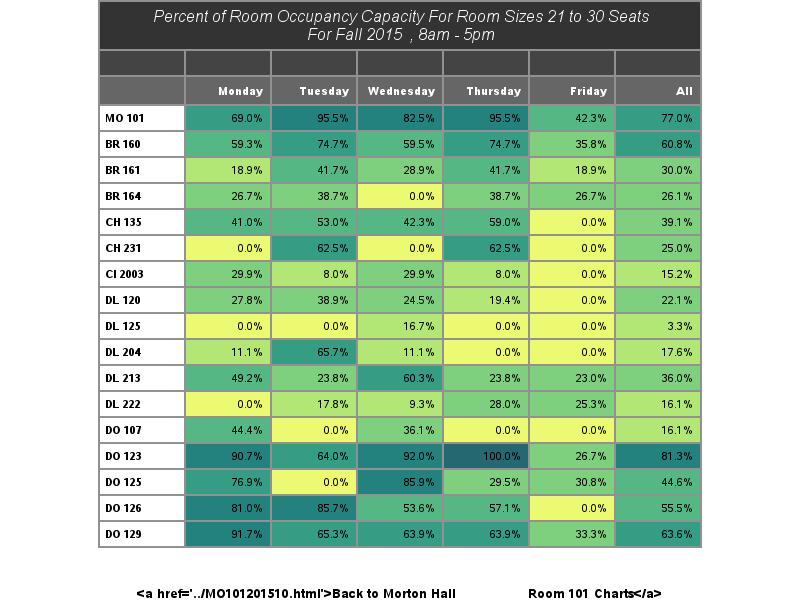 Percent of Room Occupancy Capacity For Room Sizes 21 to 30 Seats
For Fall 2015 , 8am - 5pm
Monday Tuesday Wednesday Thursday Friday All
MO 101 69.0% 95.5% 82.5% 95.5% 42.3% 77.0%
BR 160 59.3% 74.7% 59.5% 74.7% 35.8% 60.8%
BR 161 18.9% 41.7% 28.9% 41.7% 18.9% 30.0%
BR 164 26.7% 38.7% 0.0% 38.7% 26.7% 26.1%
CH 135 41.0% 53.0% 42.3% 59.0% 0.0% 39.1%
CH 231 0.0% 62.5% 0.0% 62.5% 0.0% 25.0%
CI 2003 29.9% 8.0% 29.9% 8.0% 0.0% 15.2%
DL 120 27.8% 38.9% 24.5% 19.4% 0.0% 22.1%
DL 125 0.0% 0.0% 16.7% 0.0% 0.0% 3.3%
DL 204 11.1% 65.7% 11.1% 0.0% 0.0% 17.6%
DL 213 49.2% 23.8% 60.3% 23.8% 23.0% 36.0%
DL 222 0.0% 17.8% 9.3% 28.0% 25.3% 16.1%
DO 107 44.4% 0.0% 36.1% 0.0% 0.0% 16.1%
DO 123 90.7% 64.0% 92.0% 100.0% 26.7% 81.3%
DO 125 76.9% 0.0% 85.9% 29.5% 30.8% 44.6%
DO 126 81.0% 85.7% 53.6% 57.1% 0.0% 55.5%
DO 129 91.7% 65.3% 63.9% 63.9% 33.3% 63.6%
<a href='../MO101201510.html'>Back to Morton Hall Room 101 Charts</a>